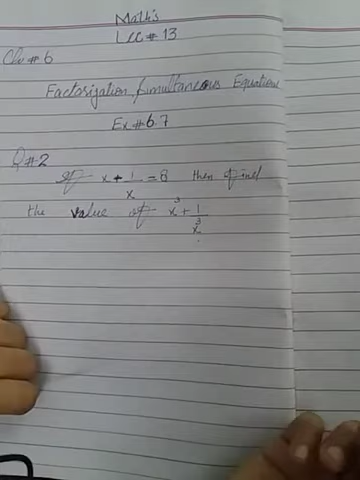 Math's
Lec # 13
Ch # 6
Factorization, Simultaneous Equations
Ex # 6.7
Q#2
If x + 1/x = 8 then find
the value of x³ + 1/x³